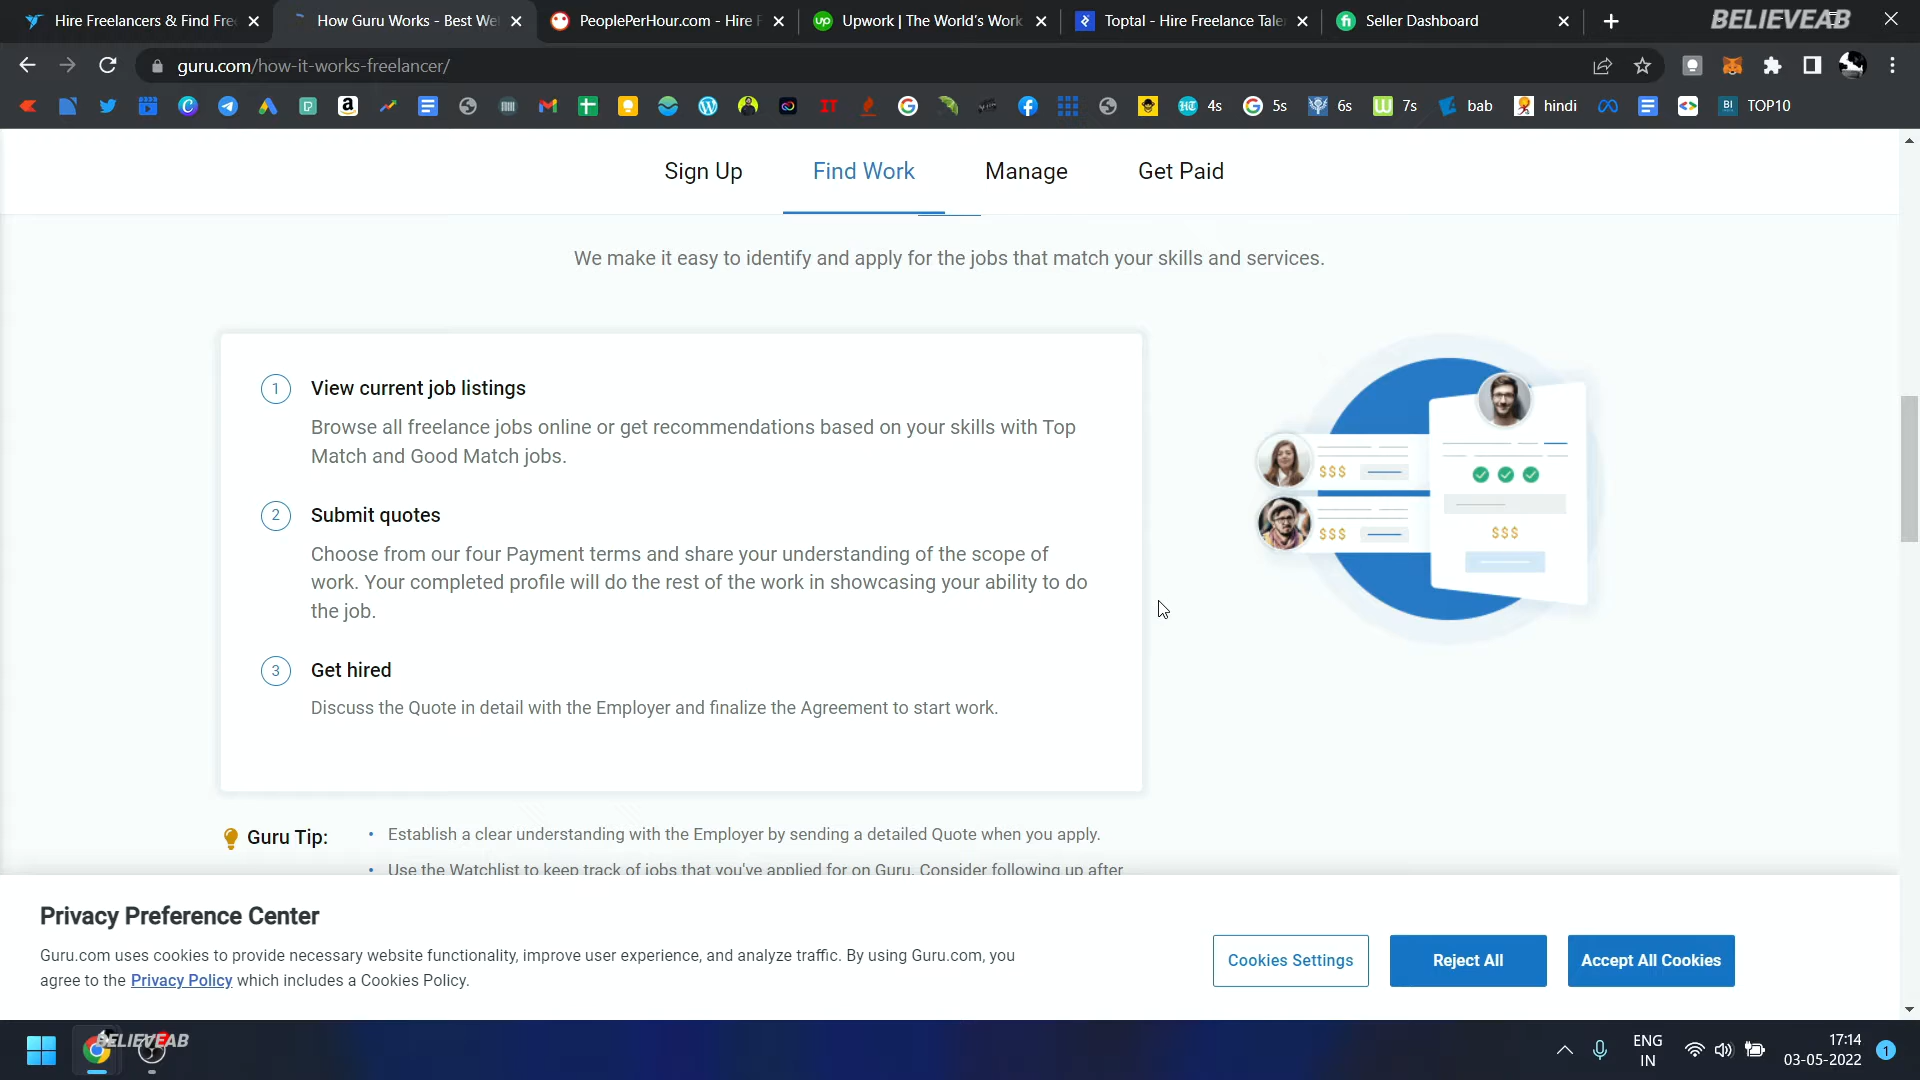 Hire Freelancers & Find Fre
How Guru Works - Best We
PeoplePerHour.com - Hire F
Upwork | The World's Work
Toptal - Hire Freelance Tale
Seller Dashboard
BELIEVEAB
guru.com/how-it-works-freelancer/
4s
5s
6s
7s
bab
hindi
TOP10
Sign Up
Find Work
Manage
Get Paid
We make it easy to identify and apply for the jobs that match your skills and services.
1 View current job listings
Browse all freelance jobs online or get recommendations based on your skills with Top
Match and Good Match jobs.
2 Submit quotes
Choose from our four Payment terms and share your understanding of the scope of
work. Your completed profile will do the rest of the work in showcasing your ability to do
the job.
3 Get hired
Discuss the Quote in detail with the Employer and finalize the Agreement to start work.
$$$
$$$
$$$
Guru Tip:
• Establish a clear understanding with the Employer by sending a detailed Quote when you apply.
• Use the Watchlist to keep track of jobs that you've applied for on Guru. Consider following up after
Privacy Preference Center
Guru.com uses cookies to provide necessary website functionality, improve user experience, and analyze traffic. By using Guru.com, you
agree to the Privacy Policy which includes a Cookies Policy.
Cookies Settings
Reject All
Accept All Cookies
BELIEVEAB
ENG
IN
17:14
03-05-2022
1